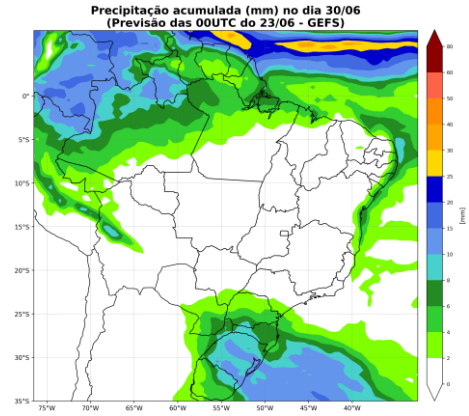 Precipitação acumulada (mm) no dia 30/06
(Previsão das 00UTC do 23/06 - GEFS)
0°
5°S
10°S
15°S
20°S
25°S
30°S
35°S
75°W
70°W
65°W
60°W
55°W
50°W
45°W
40°W
80
60
50
40
35
30
25
20
15
10
8
6
4
2
0
[mm]